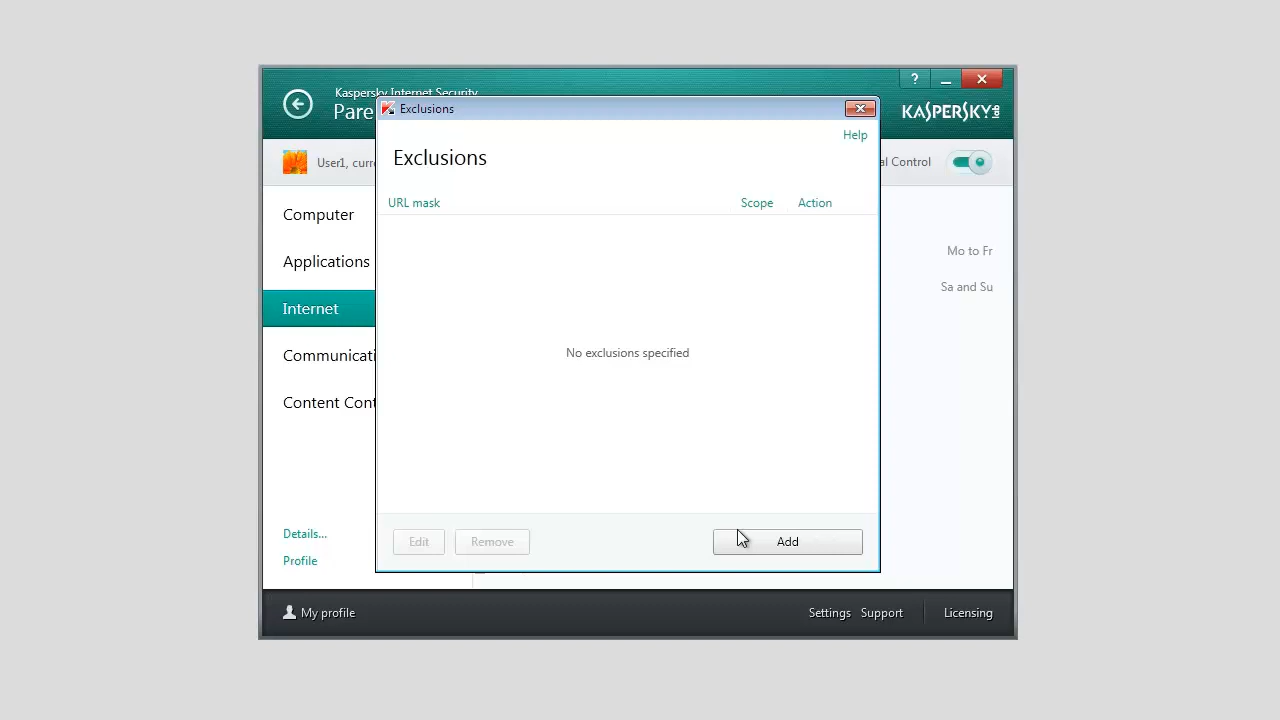 Kaspersky Internet Security
Pare
?
KASPERSKY LAB
Exclusions
Help
Exclusions
User1, curre
al Control
URL mask Scope Action
Computer
Applications
Internet
Communicati
Content Cont
Mo to Fr
Sa and Su
No exclusions specified
Details...
Profile
Edit Remove Add
My profile
Settings Support Licensing